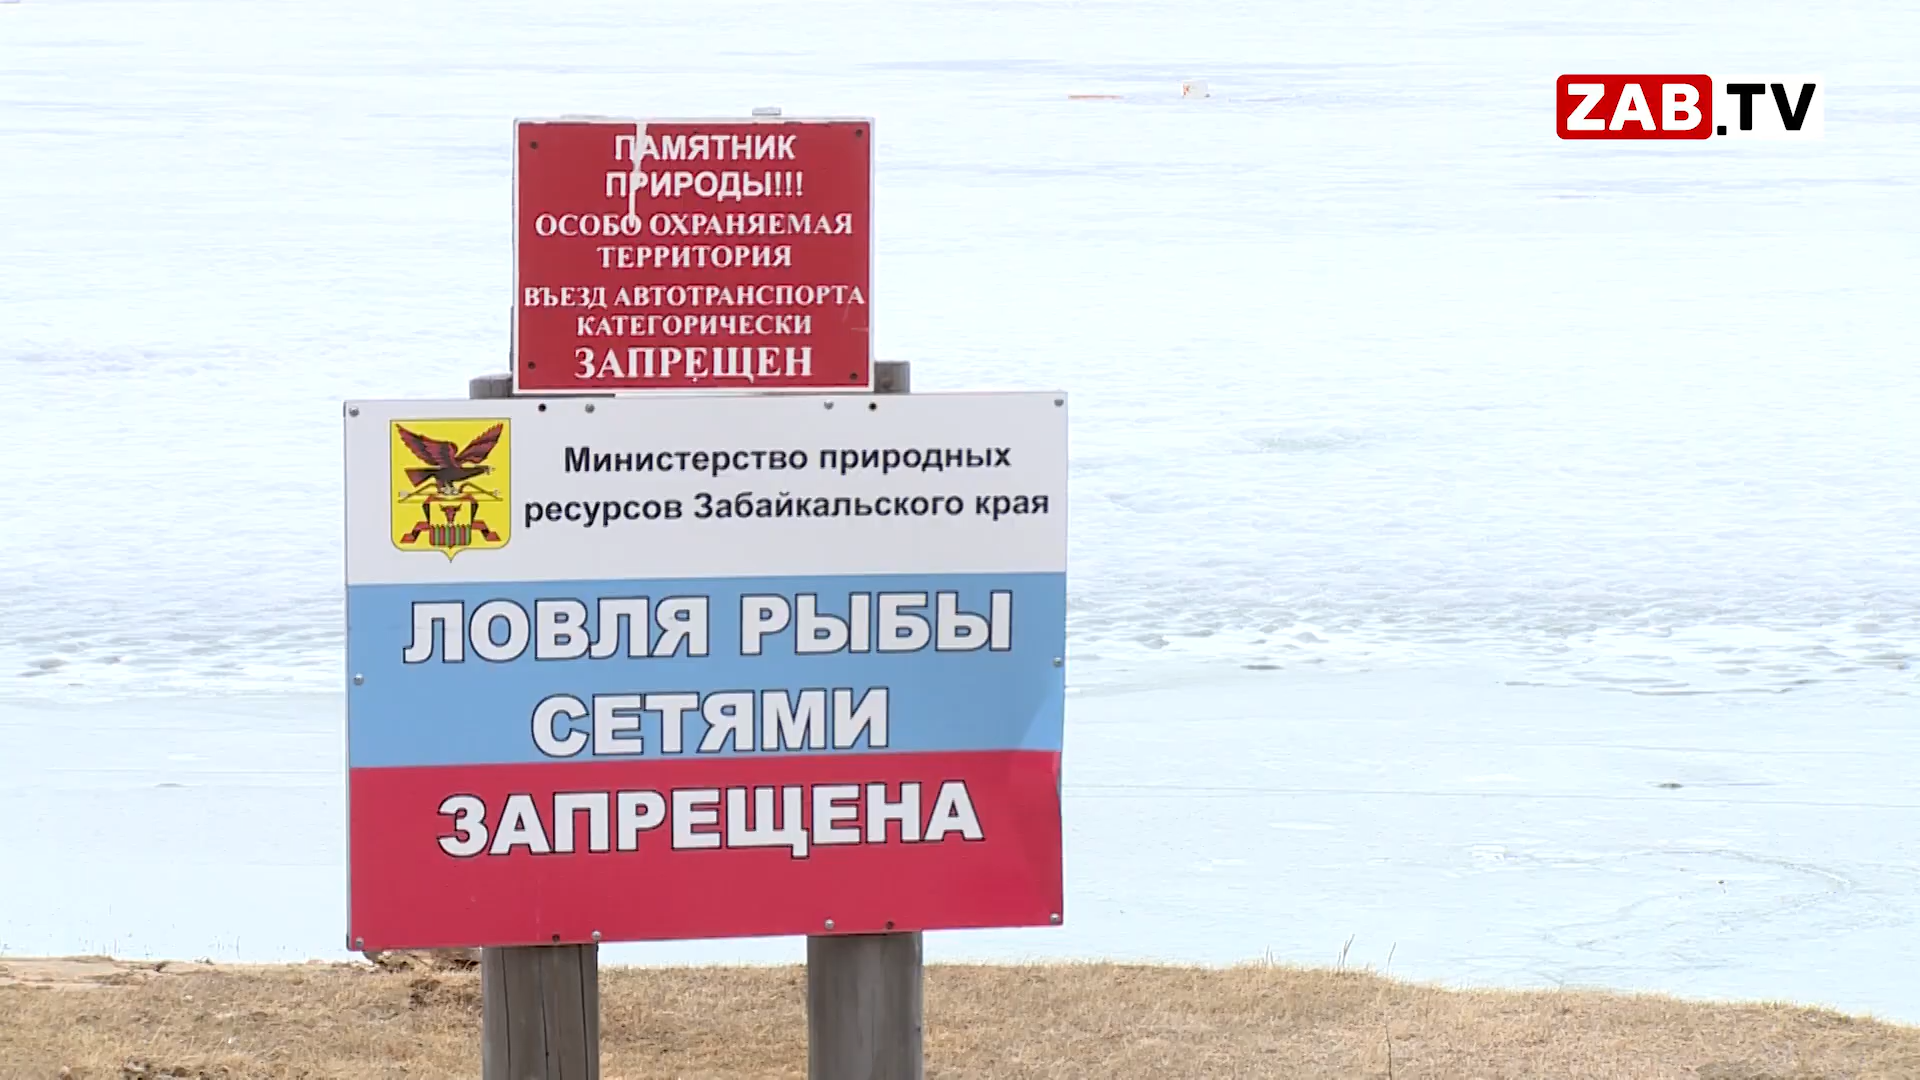 ZAB.TV
ПАМЯТНИК
ПРИРОДЫ!!!
ОСОБО ОХРАНЯЕМАЯ
ТЕРРИТОРИЯ
ВЪЕЗД АВТОТРАНСПОРТА
КАТЕГОРИЧЕСКИ
ЗАПРЕЩЕН
Министерство природных
ресурсов Забайкальского края
ЛОВЛЯ РЫБЫ
СЕТЯМИ
ЗАПРЕЩЕНА